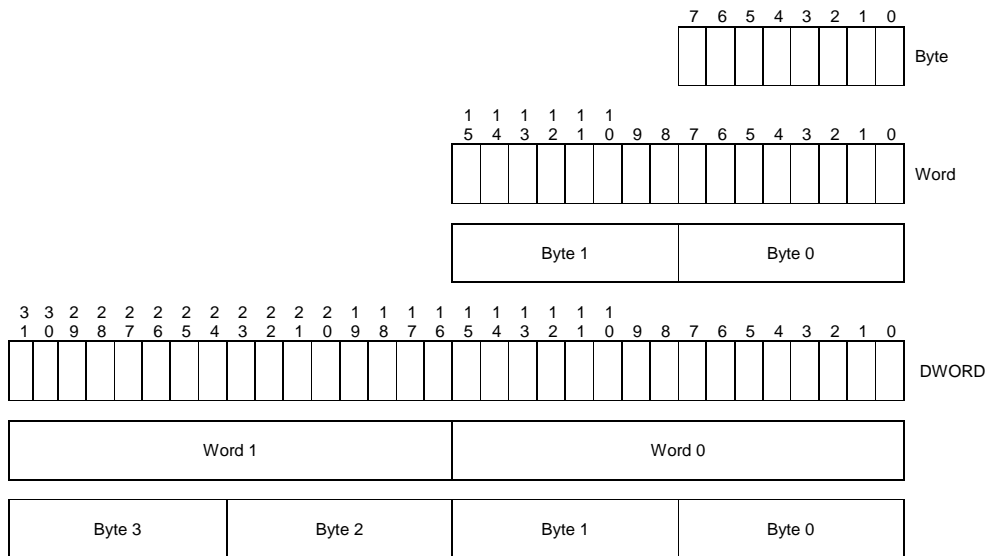 7 6 5 4 3 2 1 0
Byte
1 1 1 1 1 1
5 4 3 2 1 0 9 8 7 6 5 4 3 2 1 0
Word
Byte 1 Byte 0
3 3 2 2 2 2 2 2 2 2 2 2 1 1 1 1 1 1 1 1 1 1
1 0 9 8 7 6 5 4 3 2 1 0 9 8 7 6 5 4 3 2 1 0 9 8 7 6 5 4 3 2 1 0
DWORD
Word 1 Word 0
Byte 3 Byte 2 Byte 1 Byte 0